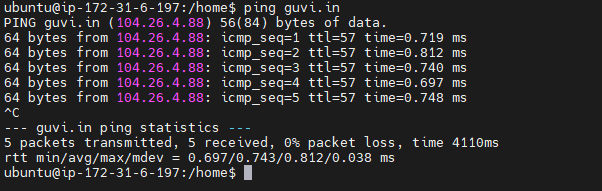 ubuntu@ip-172-31-6-197:/home$ ping guvi.in
PING guvi.in (104.26.4.88) 56(84) bytes of data.
64 bytes from 104.26.4.88: icmp_seq=1 ttl=57 time=0.719 ms
64 bytes from 104.26.4.88: icmp_seq=2 ttl=57 time=0.812 ms
64 bytes from 104.26.4.88: icmp_seq=3 ttl=57 time=0.740 ms
64 bytes from 104.26.4.88: icmp_seq=4 ttl=57 time=0.697 ms
64 bytes from 104.26.4.88: icmp_seq=5 ttl=57 time=0.748 ms
^C
--- guvi.in ping statistics ---
5 packets transmitted, 5 received, 0% packet loss, time 4110ms
rtt min/avg/max/mdev = 0.697/0.743/0.812/0.038 ms
ubuntu@ip-172-31-6-197:/home$